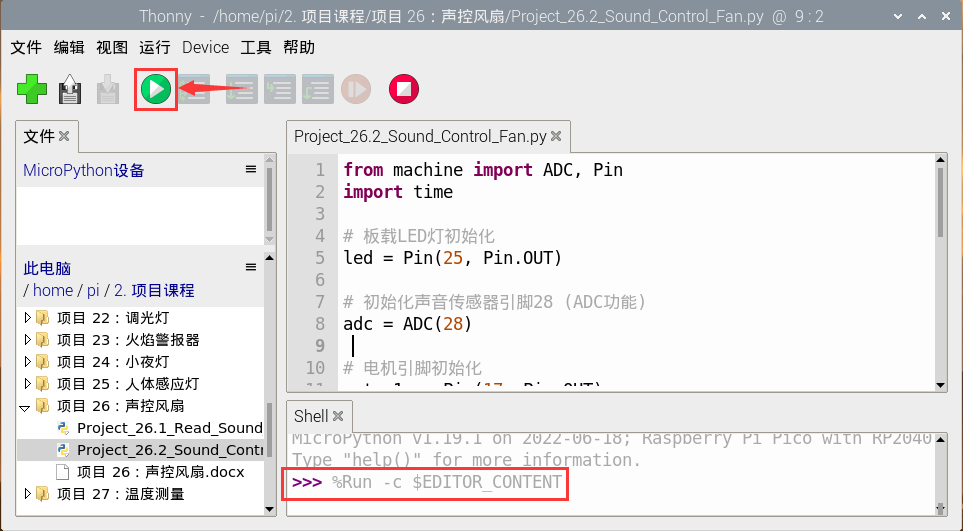 Thonny - /home/pi/2. 项目课程/项目 26：声控风扇/Project_26.2_Sound_Control_Fan.py @ 9 : 2
文件 编辑 视图 运行 Device 工具 帮助
文件
MicroPython设备
此电脑
/ home / pi / 2. 项目课程
项目 22：调光灯
项目 23：火焰警报器
项目 24：小夜灯
项目 25：人体感应灯
项目 26：声控风扇
Project_26.1_Read_Sound
Project_26.2_Sound_Contr
项目 26：声控风扇.docx
项目 27：温度测量
Project_26.2_Sound_Control_Fan.py
1 from machine import ADC, Pin
2 import time
3
4 # 板载LED灯初始化
5 led = Pin(25, Pin.OUT)
6
7 # 初始化声音传感器引脚28 (ADC功能)
8 adc = ADC(28)
9
10 # 电机引脚初始化
Shell
MicroPython v1.19.1 on 2022-06-18; Raspberry Pi Pico with RP2040
Type "help()" for more information.
>>> %Run -c $EDITOR_CONTENT